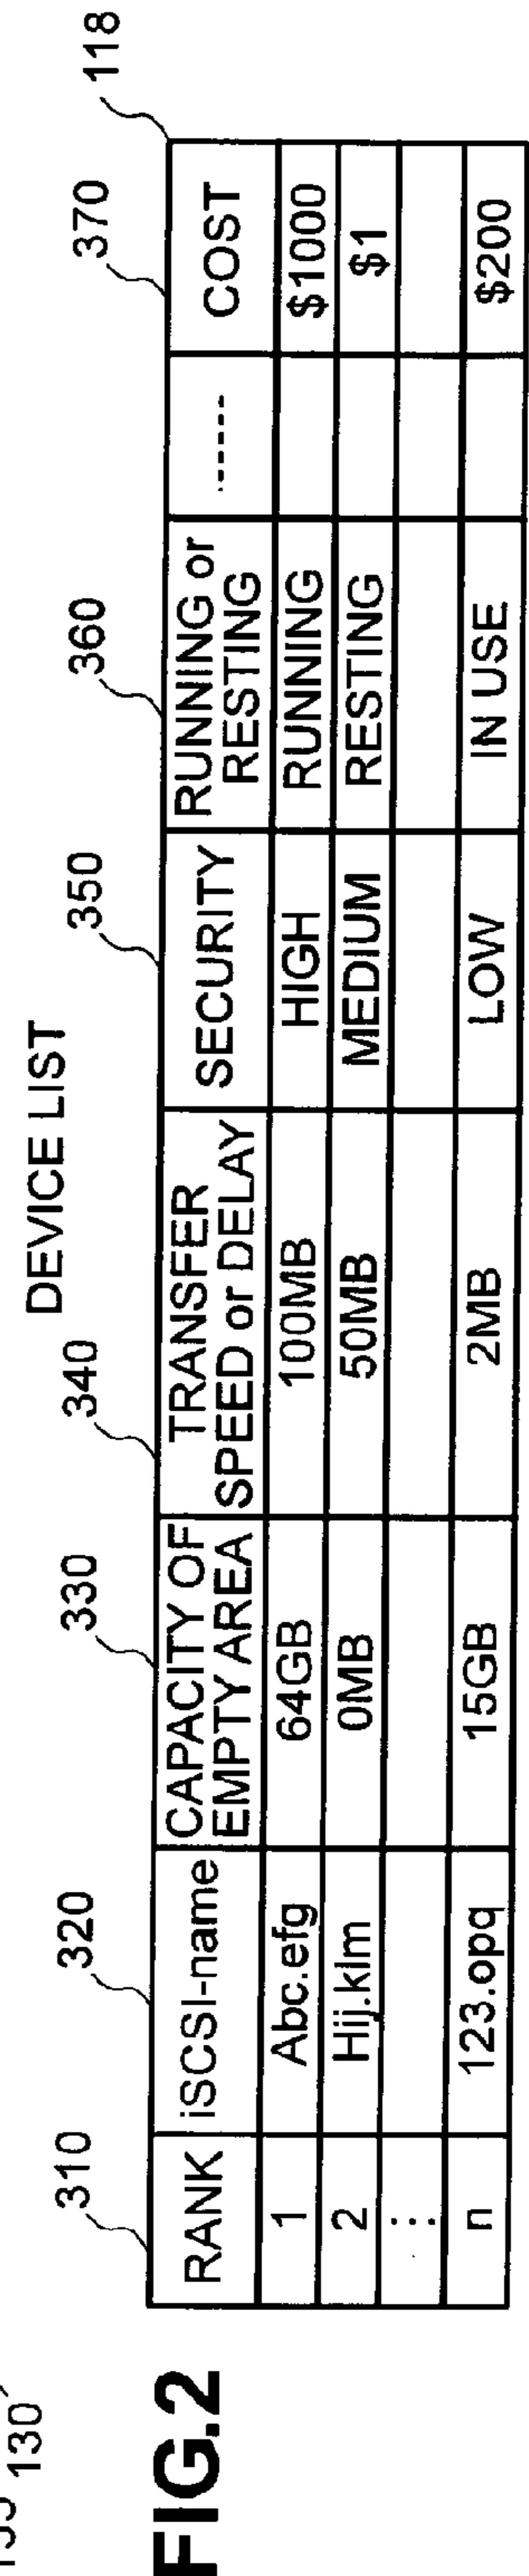 130
FIG.2
DEVICE LIST
310 320 330 340 350 360 370 118
RANK iSCSI-name CAPACITY OF EMPTY AREA TRANSFER SPEED or DELAY SECURITY RUNNING or RESTING ------ COST
1 Abc.efg 64GB 100MB HIGH RUNNING $1000
2 Hij.klm 0MB 50MB MEDIUM RESTING $1
⋮
n 123.opq 15GB 2MB LOW IN USE $200